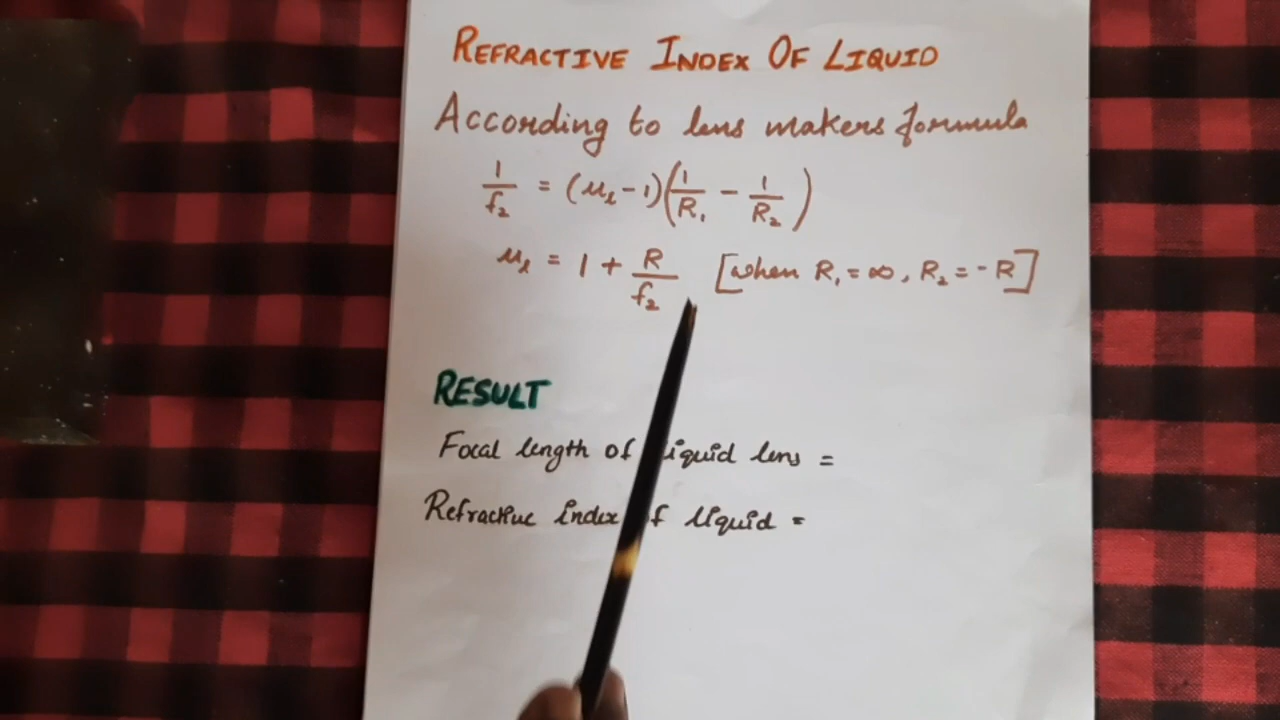 REFRACTIVE INDEX OF LIQUID
According to lens makers formula
1/f₂ = (μₗ - 1)(1/R₁ - 1/R₂)
μₗ = 1 + R/f₂ [when R₁ = ∞, R₂ = -R]
RESULT
Focal length of liquid lens =
Refractive index of liquid =